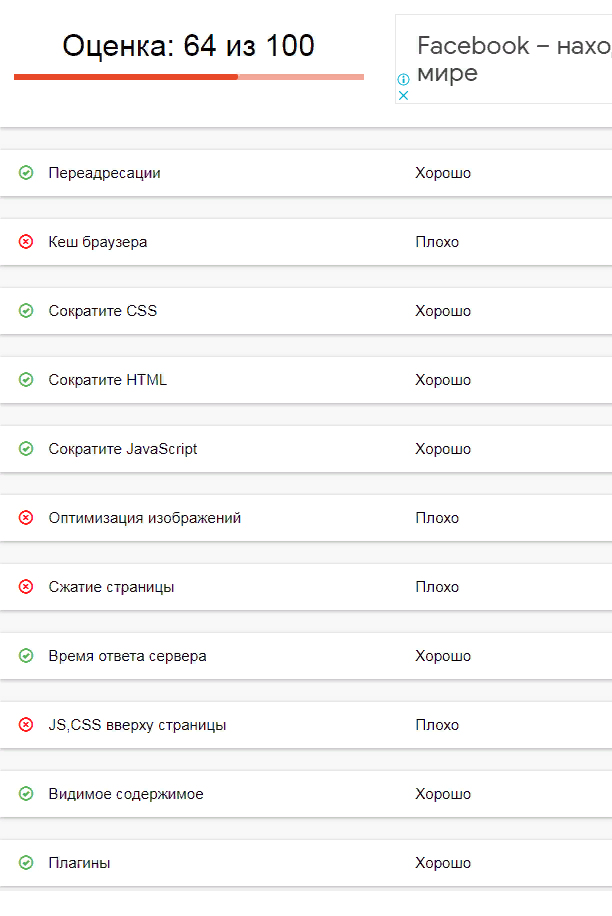 Оценка: 64 из 100
Facebook – нахо
мире
Переадресации Хорошо
Кеш браузера Плохо
Сократите CSS Хорошо
Сократите HTML Хорошо
Сократите JavaScript Хорошо
Оптимизация изображений Плохо
Сжатие страницы Плохо
Время ответа сервера Хорошо
JS,CSS вверху страницы Плохо
Видимое содержимое Хорошо
Плагины Хорошо